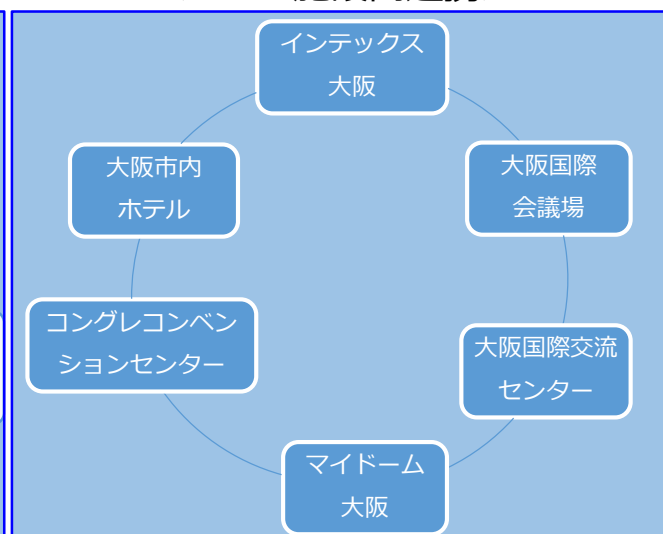 インテックス
大阪
大阪国際
会議場
大阪国際交流
センター
マイドーム
大阪
コングレコンベン
ションセンター
大阪市内
ホテル